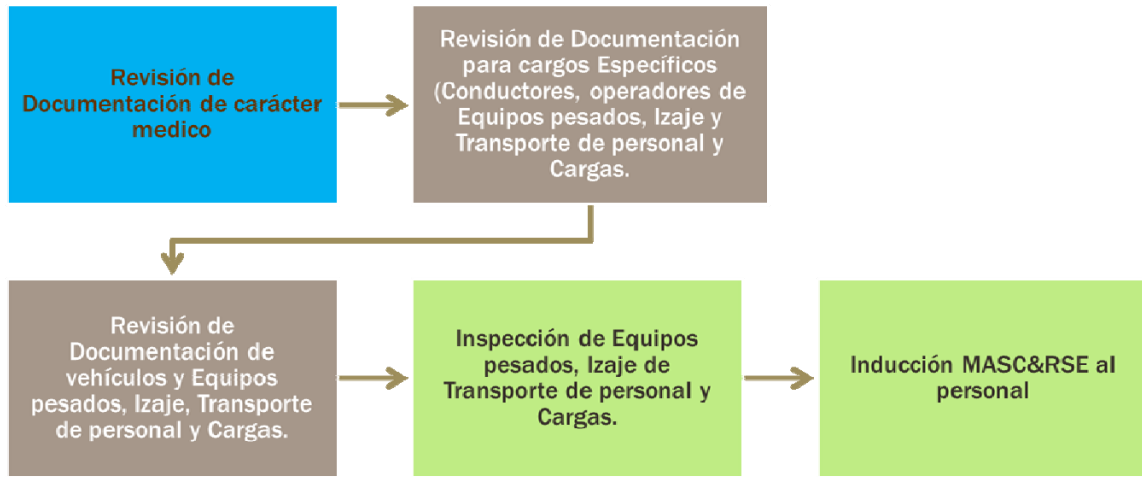 Revisión de
Documentación de carácter
medico
Revisión de Documentación
para cargos Específicos
(Conductores, operadores de
Equipos pesados, Izaje y
Transporte de personal y
Cargas.
Revisión de
Documentación de
vehículos y Equipos
pesados, Izaje, Transporte
de personal y Cargas.
Inspección de Equipos
pesados, Izaje de
Transporte de personal y
Cargas.
Inducción MASC&RSE al
personal